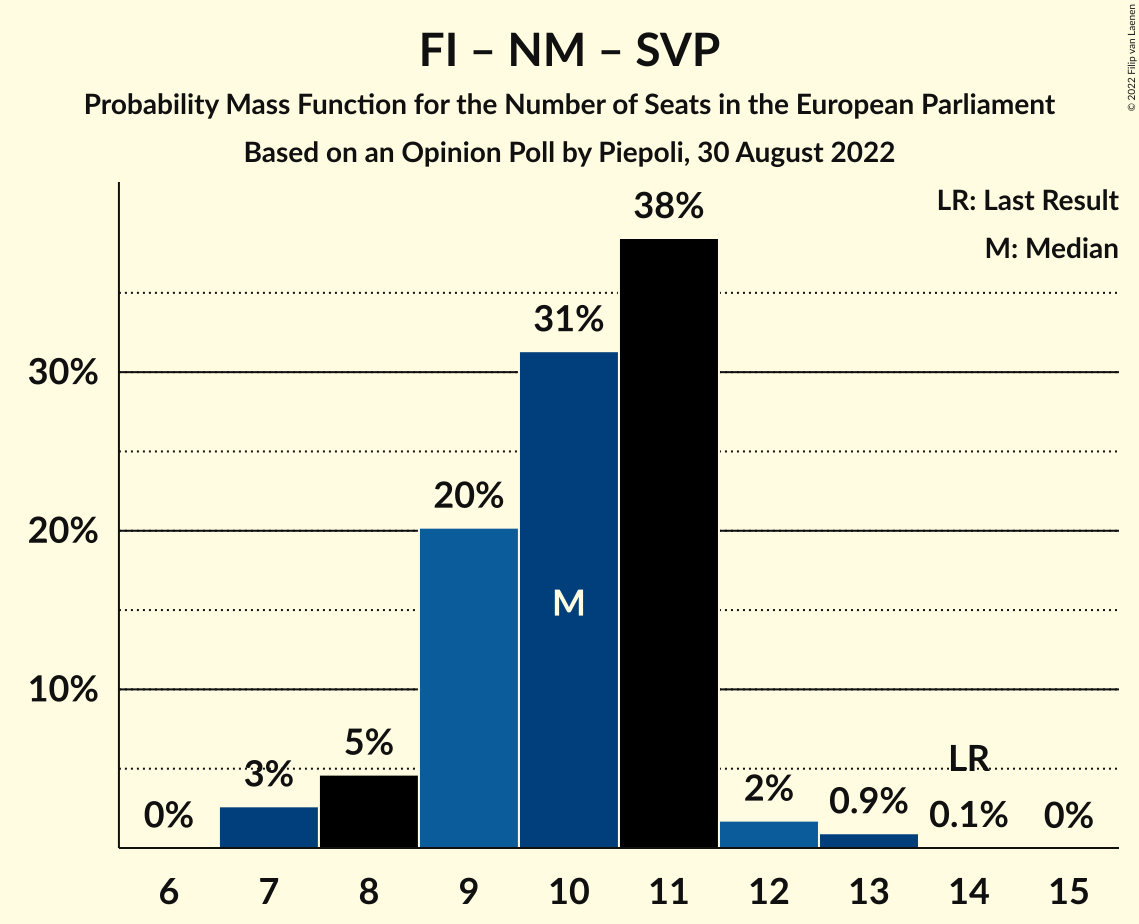 FI – NM – SVP
Probability Mass Function for the Number of Seats in the European Parliament
Based on an Opinion Poll by Piepoli, 30 August 2022
© 2022 Filip van Laenen
LR: Last Result
M: Median
38%
31%
30%
20%
20%
M
10%
5%
3%
LR
2%
0.9%
0.1%
0%
0%
6 7 8 9 10 11 12 13 14 15